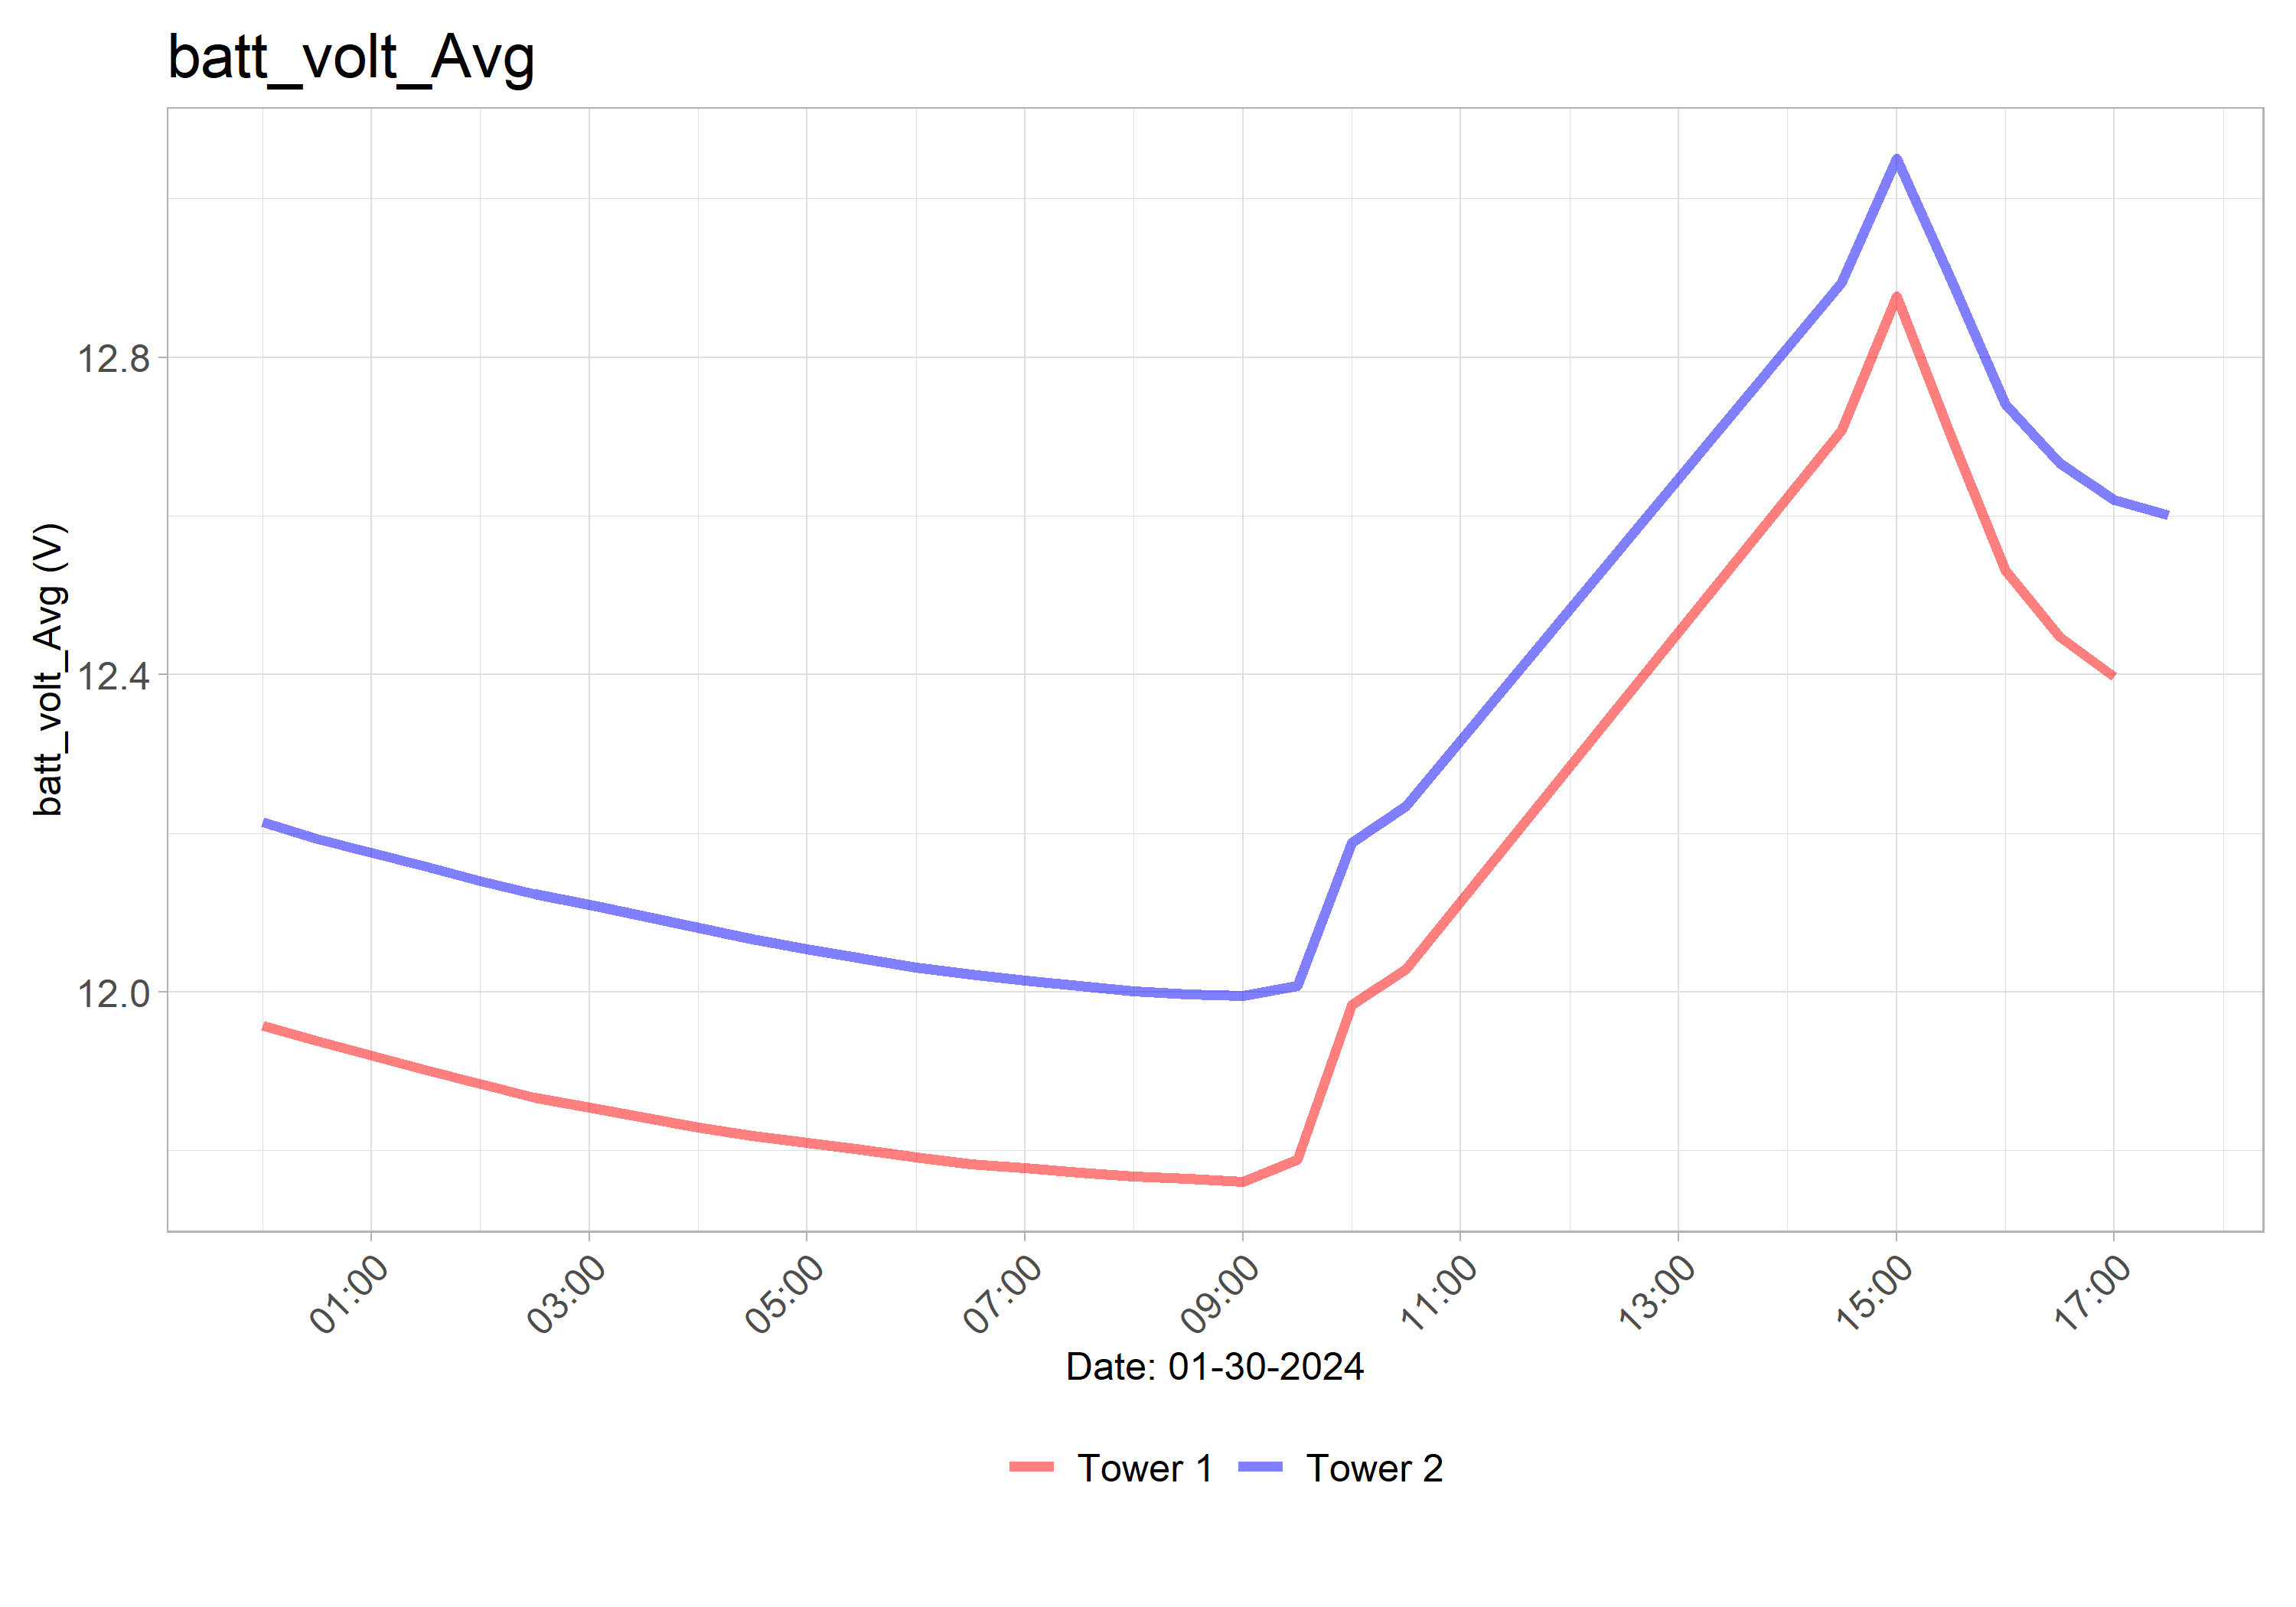 batt_volt_Avg
batt_volt_Avg (V)
12.8
12.4
12.0
01:00 03:00 05:00 07:00 09:00 11:00 13:00 15:00 17:00
Date: 01-30-2024
Tower 1 Tower 2